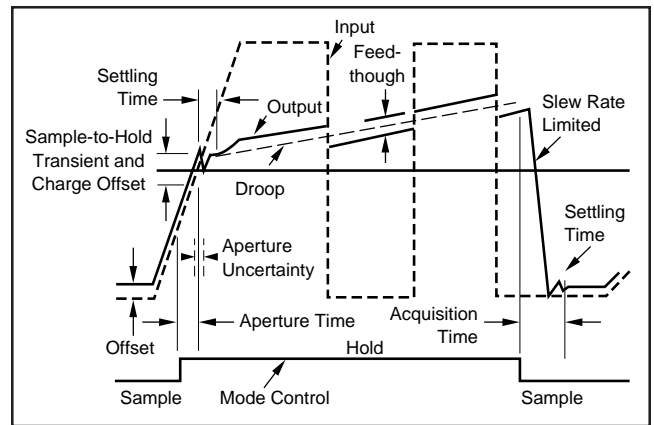 Input
Feed-
though
Settling
Time
Output
Slew Rate
Limited
Sample-to-Hold
Transient and
Charge Offset
Droop
Settling
Time
Aperture
Uncertainty
Aperture Time
Acquisition
Time
Offset
Hold
Sample
Mode Control
Sample